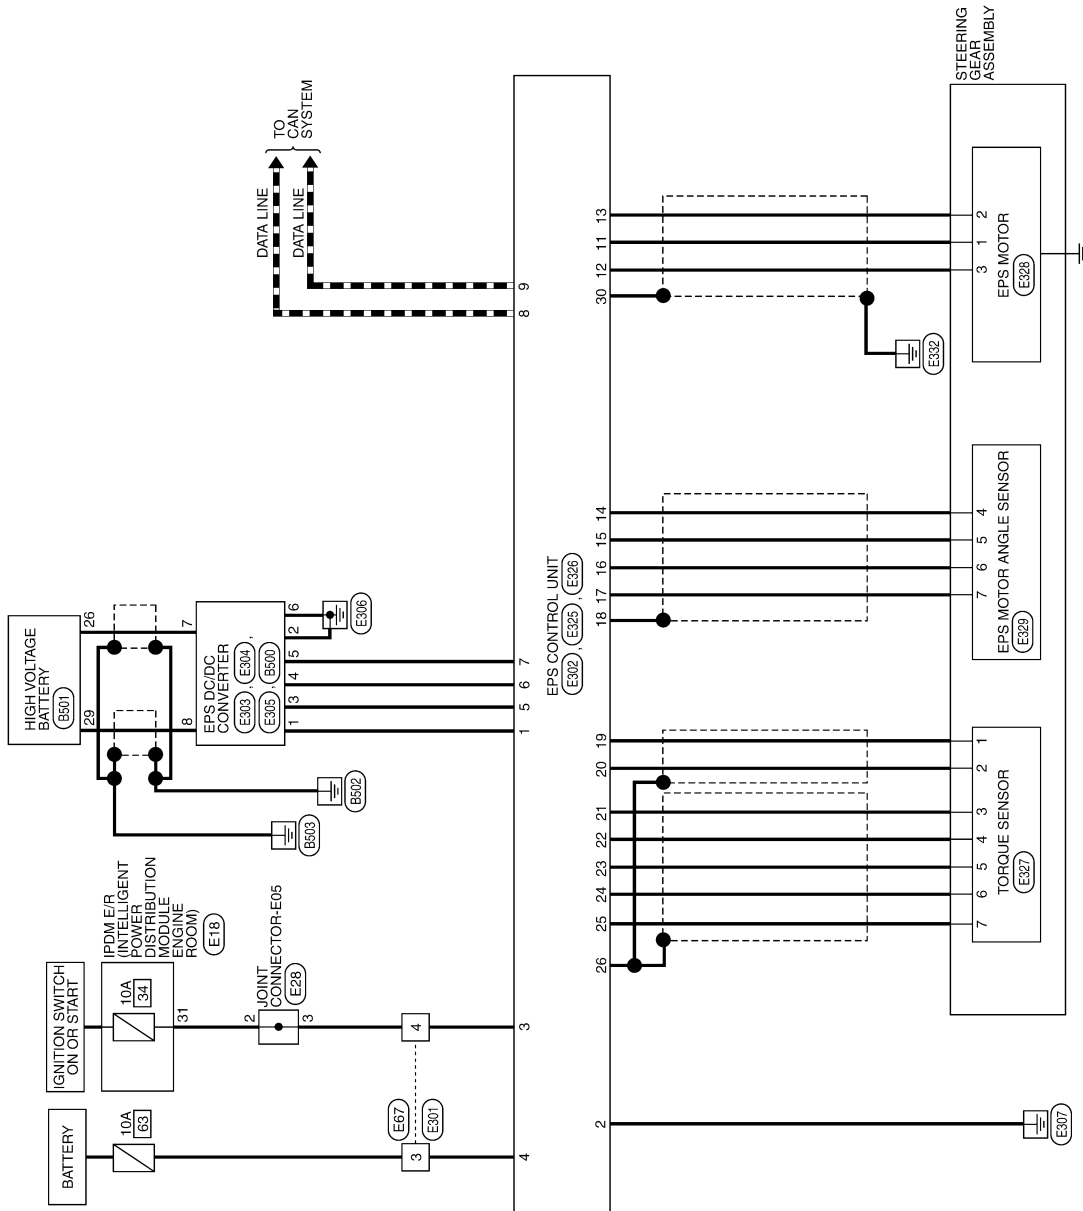 BATTERY
10A
63
3
E67
E301
4
IGNITION SWITCH
ON OR START
10A
34
IPDM E/R
(INTELLIGENT
POWER
DISTRIBUTION
MODULE
ENGINE
ROOM)
E18
31
2
JOINT
CONNECTOR-E05
E28
3
4
3
HIGH VOLTAGE
BATTERY
B501
29
26
8
7
B503
B502
EPS DC/DC
CONVERTER
E303 , E304 ,
E305 , B500
1
3
4
5
2
6
E306
1
5
6
7
DATA LINE
DATA LINE
TO
CAN
SYSTEM
8
9
EPS CONTROL UNIT
E302 , E325 , E326
2
26
25
24
23
22
21
20
19
18
17
16
15
14
30
12
11
13
E307
7
6
5
4
3
2
1
TORQUE SENSOR
E327
7
6
5
4
EPS MOTOR ANGLE SENSOR
E329
E332
3
1
2
EPS MOTOR
E328
STEERING
GEAR
ASSEMBLY